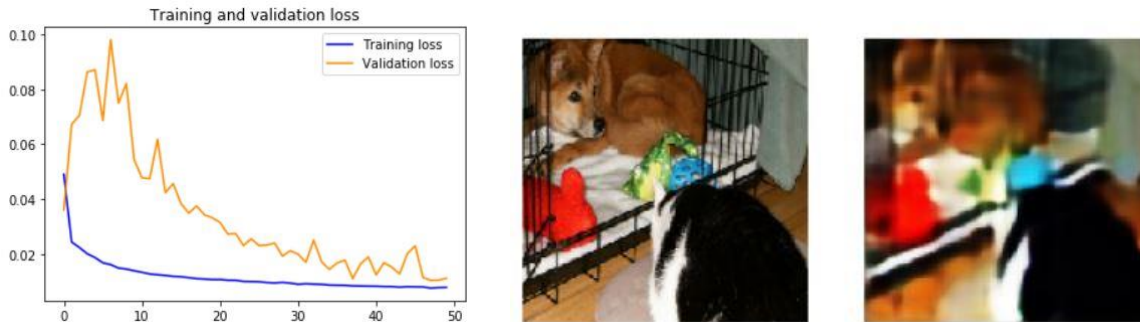 Training and validation loss
0.10
0.08
0.06
0.04
0.02
Training loss
Validation loss
0 10 20 30 40 50